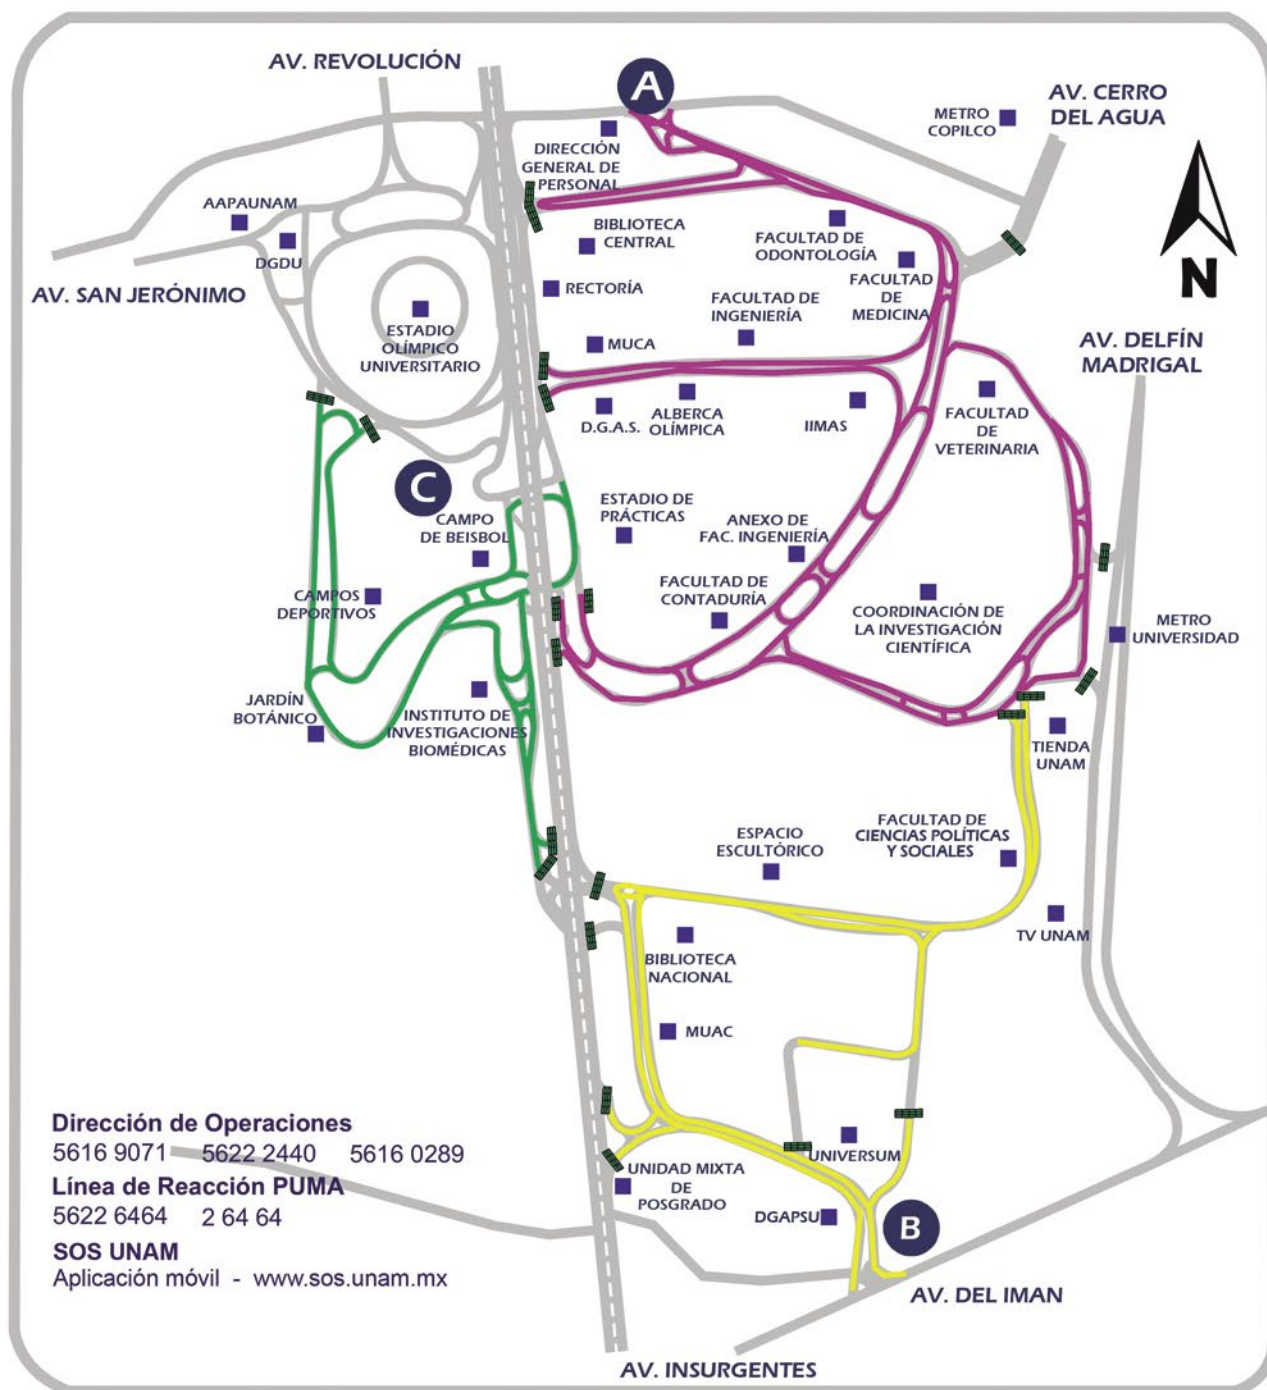 AV. REVOLUCIÓN
A
AV. CERRO
DEL AGUA
METRO
COPILCO
DIRECCIÓN
GENERAL DE
PERSONAL
AAPAUNAM
DGDU
BIBLIOTECA
CENTRAL
FACULTAD DE
ODONTOLOGÍA
N
AV. SAN JERÓNIMO
RECTORÍA
FACULTAD DE
INGENIERÍA
FACULTAD
DE
MEDICINA
ESTADIO
OLÍMPICO
UNIVERSITARIO
MUCA
AV. DELFÍN
MADRIGAL
D.G.A.S.
ALBERCA
OLÍMPICA
IIMAS
FACULTAD
DE
VETERINARIA
C
CAMPO
DE BEISBOL
ESTADIO DE
PRÁCTICAS
ANEXO DE
FAC. INGENIERÍA
CAMPOS
DEPORTIVOS
FACULTAD DE
CONTADURÍA
COORDINACIÓN DE
LA INVESTIGACIÓN
CIENTÍFICA
METRO
UNIVERSIDAD
JARDÍN
BOTÁNICO
INSTITUTO DE
INVESTIGACIONES
BIOMÉDICAS
TIENDA
UNAM
ESPACIO
ESCULTÓRICO
FACULTAD DE
CIENCIAS POLÍTICAS
Y SOCIALES
TV UNAM
BIBLIOTECA
NACIONAL
MUAC
UNIVERSUM
UNIDAD MIXTA
DE
POSGRADO
DGAPSU
B
AV. DEL IMAN
AV. INSURGENTES
Dirección de Operaciones
5616 9071 5622 2440 5616 0289
Línea de Reacción PUMA
5622 6464 2 64 64
SOS UNAM
Aplicación móvil - www.sos.unam.mx